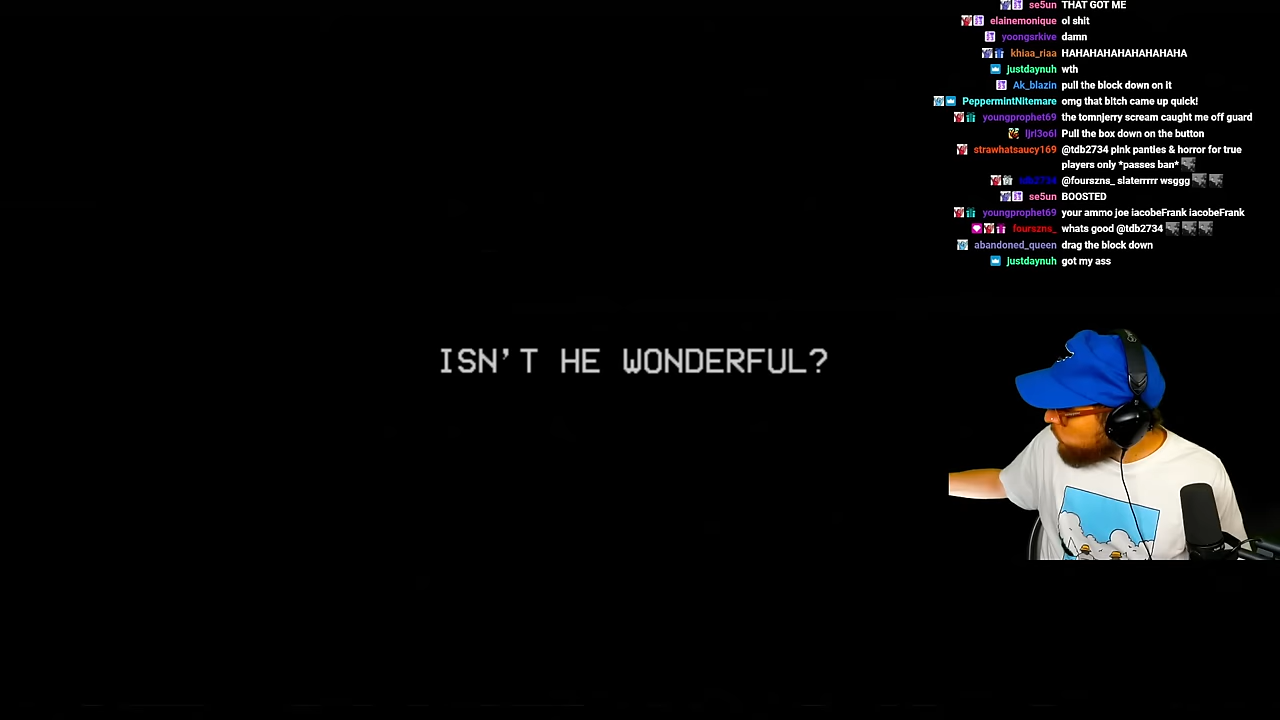 se5un THAT GOT ME
elainemonique ol shit
yoongsrkive damn
khiaa_riaa HAHAHAHAHAHAHAHAHA
justdaynuh wth
Ak_blazin pull the block down on it
PeppermintNitemare omg that bitch came up quick!
youngprophet69 the tomnjerry scream caught me off guard
Pull the box down on the button
strawhatsaucy169 @tdb2734 pink panties & horror for true
players only *passes ban*
tdb2734 @fourszns_ slaterrrrr wsggg
se5un BOOSTED
youngprophet69 your ammo joe iacobeFrank iacobeFrank
fourszns_ whats good @tdb2734
abandoned_queen drag the block down
justdaynuh got my ass
ISN'T HE WONDERFUL?